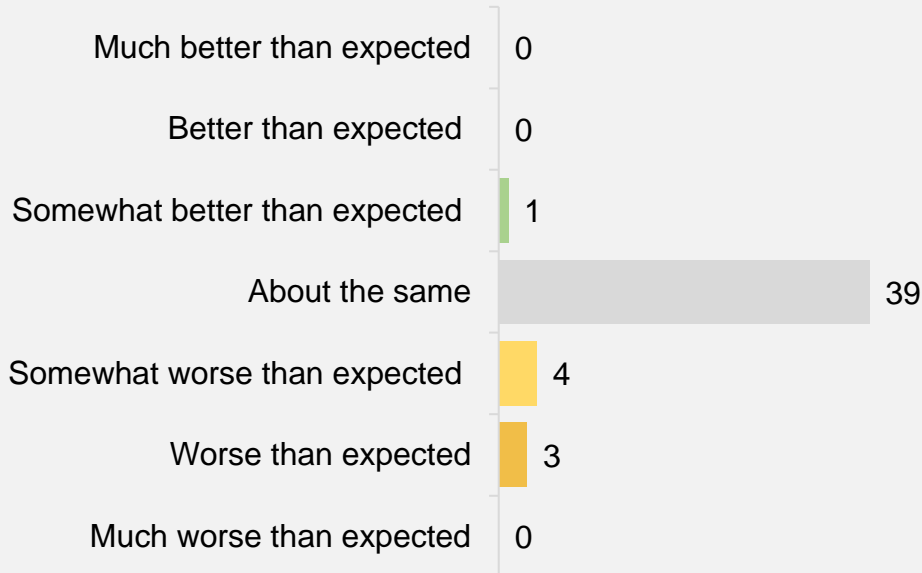 Much better than expected 0
Better than expected 0
Somewhat better than expected 1
About the same 39
Somewhat worse than expected 4
Worse than expected 3
Much worse than expected 0